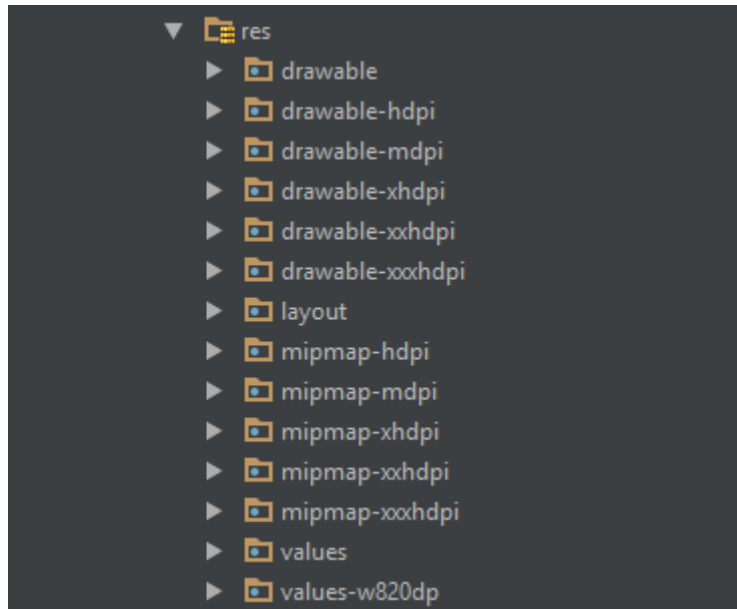 res
drawable
drawable-hdpi
drawable-mdpi
drawable-xhdpi
drawable-xxhdpi
drawable-xxxhdpi
layout
mipmap-hdpi
mipmap-mdpi
mipmap-xhdpi
mipmap-xxhdpi
mipmap-xxxhdpi
values
values-w820dp